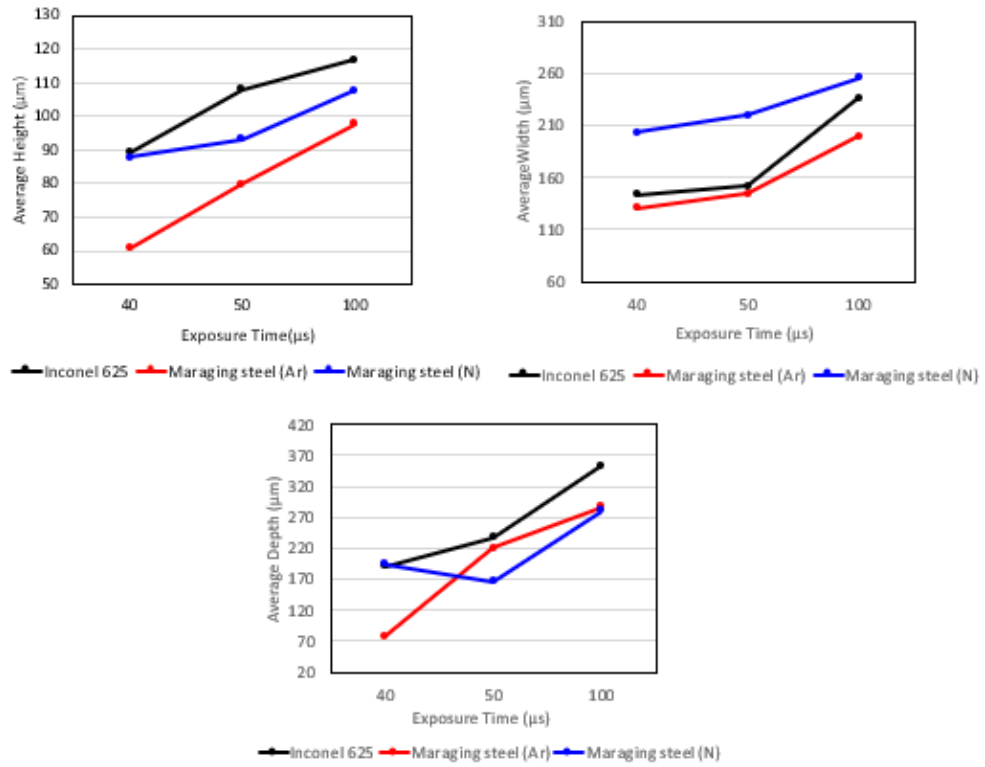 130
120
110
100
90
80
70
60
50
Average Height (µm)
40 50 100
Exposure Time(µs)
Inconel 625 Maraging steel (Ar) Maraging steel (N)
310
260
210
160
110
60
AverageWidth (µm)
40 50 100
Exposure Time (µs)
Inconel 625 Maraging steel (Ar) Maraging steel (N)
420
370
320
270
220
170
120
70
20
Average Depth (µm)
40 50 100
Exposure Time (µs)
Inconel 625 Maraging steel (Ar) Maraging steel (N)